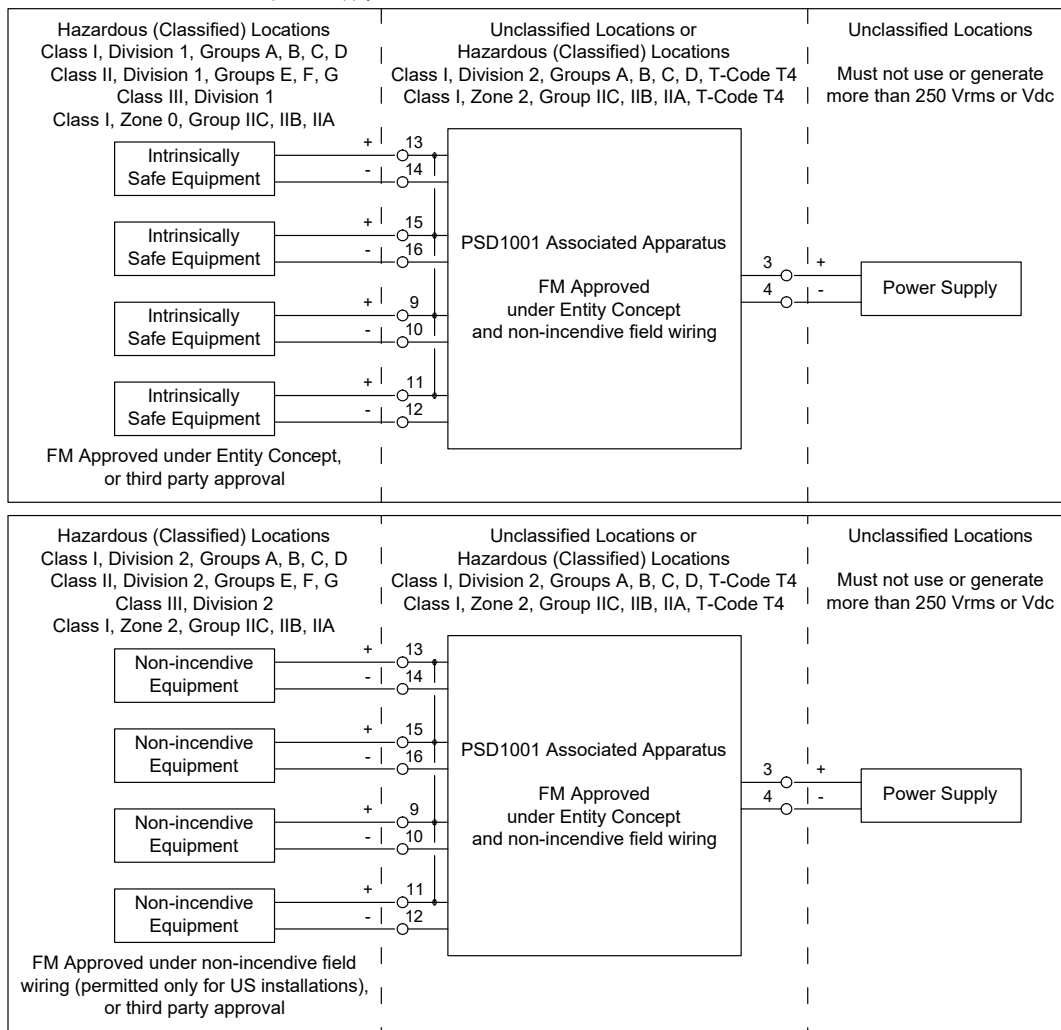 Hazardous (Classified) Locations
Class I, Division 1, Groups A, B, C, D
Class II, Division 1, Groups E, F, G
Class III, Division 1
Class I, Zone 0, Group IIC, IIB, IIA
Unclassified Locations or
Hazardous (Classified) Locations
Class I, Division 2, Groups A, B, C, D, T-Code T4
Class I, Zone 2, Group IIC, IIB, IIA, T-Code T4
Unclassified Locations
Must not use or generate
more than 250 Vrms or Vdc
Intrinsically
Safe Equipment
+ 13
- 14
Intrinsically
Safe Equipment
+ 15
- 16
Intrinsically
Safe Equipment
+ 9
- 10
Intrinsically
Safe Equipment
+ 11
- 12
PSD1001 Associated Apparatus
FM Approved
under Entity Concept
and non-incendive field wiring
3 +
4 -
Power Supply
FM Approved under Entity Concept,
or third party approval
Hazardous (Classified) Locations
Class I, Division 2, Groups A, B, C, D
Class II, Division 2, Groups E, F, G
Class III, Division 2
Class I, Zone 2, Group IIC, IIB, IIA
Unclassified Locations or
Hazardous (Classified) Locations
Class I, Division 2, Groups A, B, C, D, T-Code T4
Class I, Zone 2, Group IIC, IIB, IIA, T-Code T4
Unclassified Locations
Must not use or generate
more than 250 Vrms or Vdc
Non-incendive
Equipment
+ 13
- 14
Non-incendive
Equipment
+ 15
- 16
Non-incendive
Equipment
+ 9
- 10
Non-incendive
Equipment
+ 11
- 12
PSD1001 Associated Apparatus
FM Approved
under Entity Concept
and non-incendive field wiring
3 +
4 -
Power Supply
FM Approved under non-incendive field
wiring (permitted only for US installations),
or third party approval